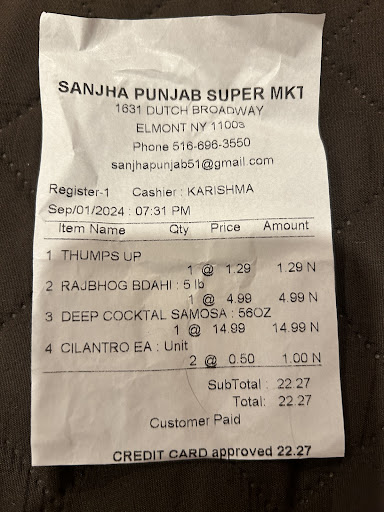 SANJHA PUNJAB SUPER MKT
1631 DUTCH BROADWAY
ELMONT NY 11003
Phone 516-696-3550
sanjhapunjab51@gmail.com
Register-1 Cashier : KARISHMA
Sep/01/2024 : 07:31 PM
Item Name Qty Price Amount
1 THUMPS UP
1 @ 1.29 1.29 N
2 RAJBHOG BDAHI : 5 lb
1 @ 4.99 4.99 N
3 DEEP COCKTAL SAMOSA : 56OZ
1 @ 14.99 14.99 N
4 CILANTRO EA : Unit
2 @ 0.50 1.00 N
SubTotal : 22.27
Total: 22.27
Customer Paid
CREDIT CARD approved 22.27